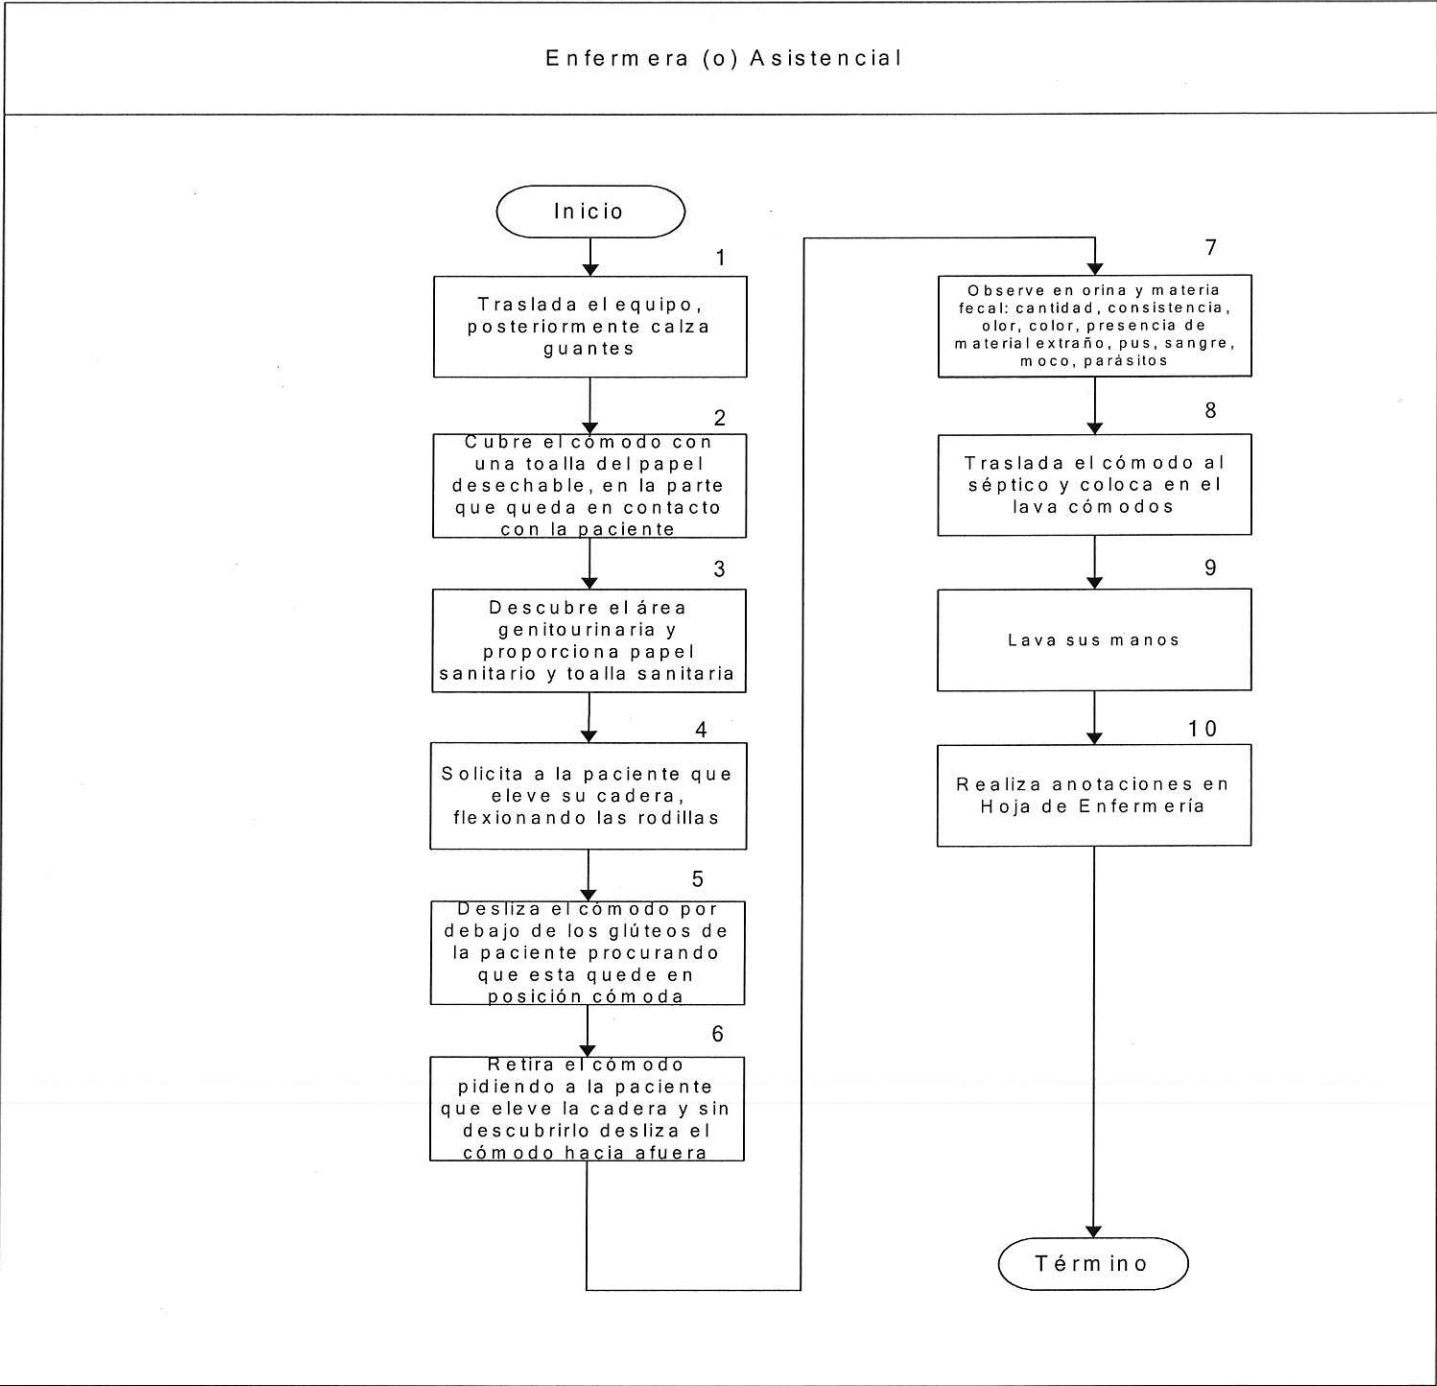 Enfermera (o) Asistencial
Inicio
1
Traslada el equipo,
posteriormente calza
guantes
2
Cubre el cómodo con
una toalla del papel
desechable, en la parte
que queda en contacto
con la paciente
3
Descubre el área
genitourinaria y
proporciona papel
sanitario y toalla sanitaria
4
Solicita a la paciente que
eleve su cadera,
flexionando las rodillas
5
Desliza el cómodo por
debajo de los glúteos de
la paciente procurando
que esta quede en
posición cómoda
6
Retira el cómodo
pidiendo a la paciente
que eleve la cadera y sin
descubrirlo desliza el
cómodo hacia afuera
7
Observe en orina y materia
fecal: cantidad, consistencia,
olor, color, presencia de
material extraño, pus, sangre,
moco, parásitos
8
Traslada el cómodo al
séptico y coloca en el
lava cómodos
9
Lava sus manos
10
Realiza anotaciones en
Hoja de Enfermería
Término